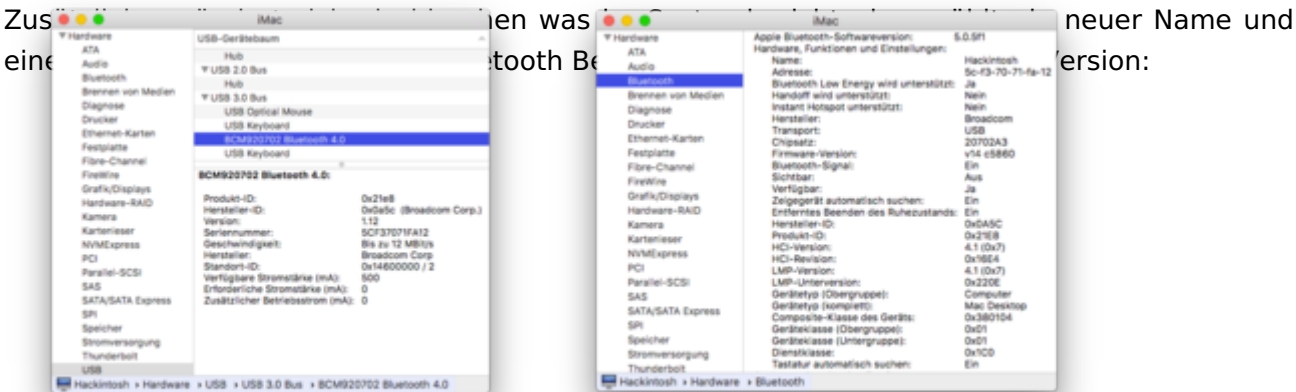 Zusä
en was
neuer Name und
eine
etooth Be
ersion:
iMac
Hardware
ATA
Audio
Bluetooth
Brennen von Medien
Diagnose
Drucker
Ethernet-Karten
Festplatte
Fibre-Channel
FireWire
Grafik/Displays
Hardware-RAID
Kamera
Kartenleser
NVMExpress
PCI
Parallel-SCSI
SAS
SATA/SATA Express
SPI
Speicher
Stromversorgung
Thunderbolt
USB
USB-Gerätebaum
Hub
USB 2.0 Bus
Hub
USB 3.0 Bus
USB Optical Mouse
USB Keyboard
BCM920702 Bluetooth 4.0
USB Keyboard
BCM920702 Bluetooth 4.0:
Produkt-ID: 0x21e8
Hersteller-ID: 0x0a5c (Broadcom Corp.)
Version: 1.12
Seriennummer: 5CF37071FA12
Geschwindigkeit: Bis zu 12 MBit/s
Hersteller: Broadcom Corp
Standort-ID: 0x14600000 / 2
Verfügbare Stromstärke (mA): 500
Erforderliche Stromstärke (mA): 0
Zusätzlicher Betriebsstrom (mA): 0
Hackintosh › Hardware › USB › USB 3.0 Bus › BCM920702 Bluetooth 4.0
iMac
Hardware
ATA
Audio
Bluetooth
Brennen von Medien
Diagnose
Drucker
Ethernet-Karten
Festplatte
Fibre-Channel
FireWire
Grafik/Displays
Hardware-RAID
Kamera
Kartenleser
NVMExpress
PCI
Parallel-SCSI
SAS
SATA/SATA Express
SPI
Speicher
Stromversorgung
Thunderbolt
Apple Bluetooth-Softwareversion: 5.0.5f1
Hardware, Funktionen und Einstellungen:
Name: Hackintosh
Adresse: 5c-f3-70-71-fa-12
Bluetooth Low Energy wird unterstützt: Ja
Handoff wird unterstützt: Nein
Instant Hotspot unterstützt: Nein
Hersteller: Broadcom
Transport: USB
Chipsatz: 20702A3
Firmware-Version: v14 c5860
Bluetooth-Signal: Ein
Sichtbar: Aus
Verfügbar: Ja
Zeigegerät automatisch suchen: Ein
Entferntes Beenden des Ruhezustands: Ein
Hersteller-ID: 0x0A5C
Produkt-ID: 0x21E8
HCI-Version: 4.1 (0x7)
HCI-Revision: 0x16E4
LMP-Version: 4.1 (0x7)
LMP-Unterversion: 0x220E
Gerätetyp (Obergruppe): Computer
Gerätetyp (komplett): Mac Desktop
Composite-Klasse des Geräts: 0x380104
Geräteklasse (Obergruppe): 0x01
Geräteklasse (Untergruppe): 0x01
Dienstklasse: 0x1C0
Tastatur automatisch suchen: Ein
Hackintosh › Hardware › Bluetooth